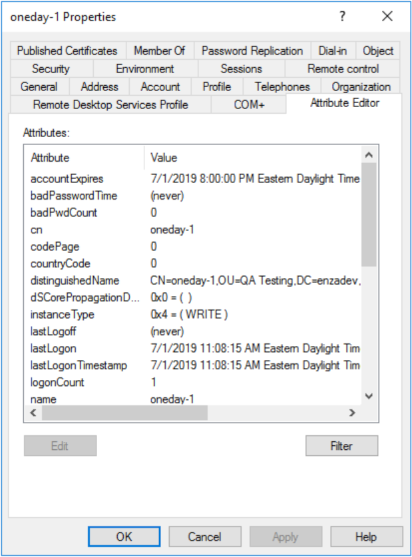 oneday-1 Properties ? ×
Published Certificates Member Of Password Replication Dial-in Object
Security Environment Sessions Remote control
General Address Account Profile Telephones Organization
Remote Desktop Services Profile COM+ Attribute Editor
Attributes:
Attribute Value
accountExpires 7/1/2019 8:00:00 PM Eastern Daylight Time
badPasswordTime (never)
badPwdCount 0
cn oneday-1
codePage 0
countryCode 0
distinguishedName CN=oneday-1,OU=QA Testing,DC=enzadev,
dSCorePropagationD... 0x0 = ( )
instanceType 0x4 = ( WRITE )
lastLogoff (never)
lastLogon 7/1/2019 11:08:15 AM Eastern Daylight Tim
lastLogonTimestamp 7/1/2019 11:08:15 AM Eastern Daylight Tim
logonCount 1
name oneday-1
Edit Filter
OK Cancel Apply Help